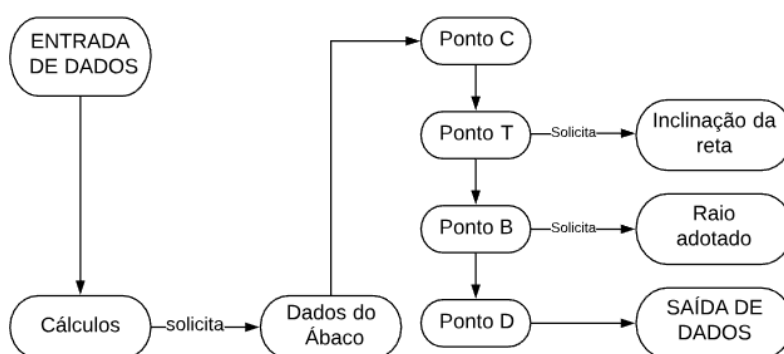 ENTRADA
DE DADOS
Cálculos
solicita
Dados do
Ábaco
Ponto C
Ponto T
Solicita
Inclinação da
reta
Ponto B
Solicita
Raio
adotado
Ponto D
SAÍDA DE
DADOS